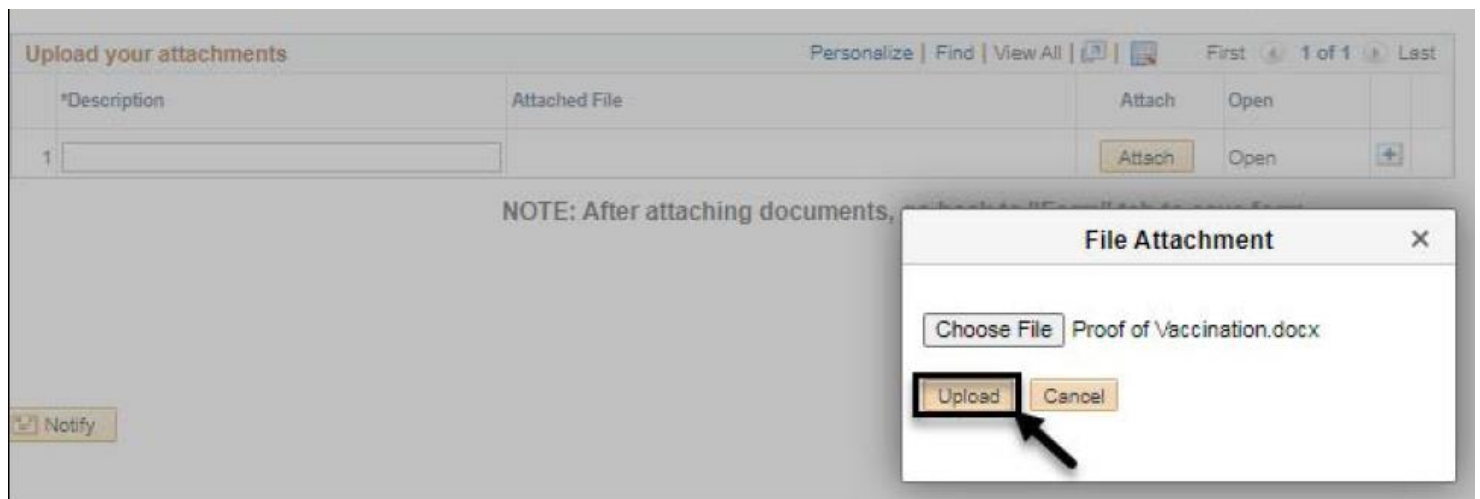 Upload your attachments Personalize | Find | View All | | First 1 of 1 Last
*Description Attached File Attach Open
1 Attach Open
NOTE: After attaching documents,
File Attachment
Choose File Proof of Vaccination.docx
Upload Cancel
Notify